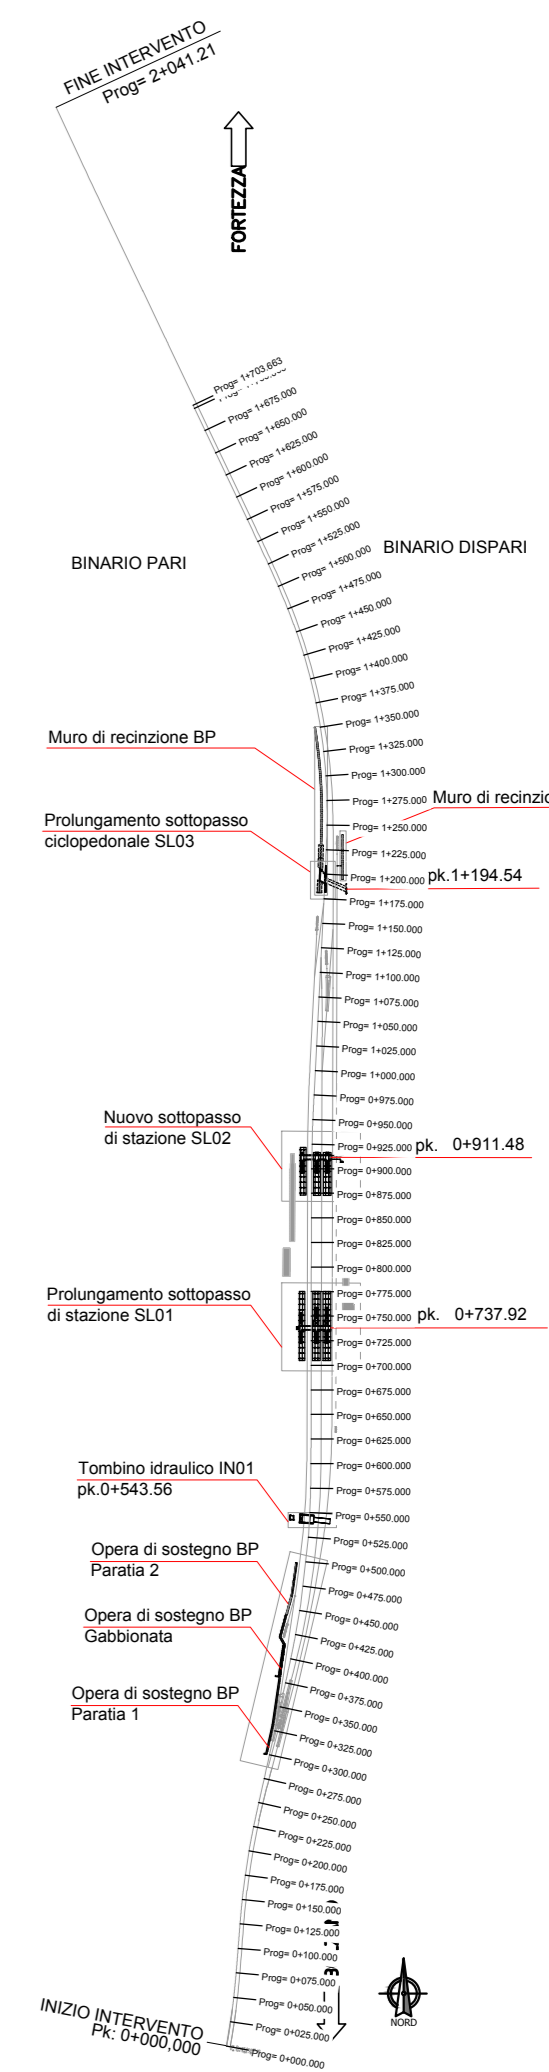 FINE INTERVENTO
Prog= 2+041.21
FORTEZZA
Prog= 1+703.663
Prog= 1+675.000
Prog= 1+650.000
Prog= 1+625.000
Prog= 1+600.000
Prog= 1+575.000
Prog= 1+550.000
Prog= 1+525.000
BINARIO DISPARI
BINARIO PARI
Prog= 1+500.000
Prog= 1+475.000
Prog= 1+450.000
Prog= 1+425.000
Prog= 1+400.000
Prog= 1+375.000
Prog= 1+350.000
Muro di recinzione BP
Prog= 1+325.000
Prog= 1+300.000
Prog= 1+275.000
Muro di recinzio
Prolungamento sottopasso
ciclopedonale SL03
Prog= 1+250.000
Prog= 1+225.000
Prog= 1+200.000
pk.1+194.54
Prog= 1+175.000
Prog= 1+150.000
Prog= 1+125.000
Prog= 1+100.000
Prog= 1+075.000
Prog= 1+050.000
Prog= 1+025.000
Prog= 1+000.000
Prog= 0+975.000
Nuovo sottopasso
di stazione SL02
Prog= 0+950.000
Prog= 0+925.000
pk. 0+911.48
Prog= 0+900.000
Prog= 0+875.000
Prog= 0+850.000
Prog= 0+825.000
Prog= 0+800.000
Prog= 0+775.000
Prolungamento sottopasso
di stazione SL01
Prog= 0+750.000
pk. 0+737.92
Prog= 0+725.000
Prog= 0+700.000
Prog= 0+675.000
Prog= 0+650.000
Prog= 0+625.000
Prog= 0+600.000
Tombino idraulico IN01
pk.0+543.56
Prog= 0+575.000
Prog= 0+550.000
Prog= 0+525.000
Opera di sostegno BP
Paratia 2
Prog= 0+500.000
Prog= 0+475.000
Prog= 0+450.000
Opera di sostegno BP
Gabbionata
Prog= 0+425.000
Prog= 0+400.000
Prog= 0+375.000
Opera di sostegno BP
Paratia 1
Prog= 0+350.000
Prog= 0+325.000
Prog= 0+300.000
Prog= 0+275.000
Prog= 0+250.000
Prog= 0+225.000
Prog= 0+200.000
Prog= 0+175.000
Prog= 0+150.000
Prog= 0+125.000
Prog= 0+100.000
Prog= 0+075.000
Prog= 0+050.000
Prog= 0+025.000
NORD
INIZIO INTERVENTO
Pk: 0+000,000
Prog= 0+000.000